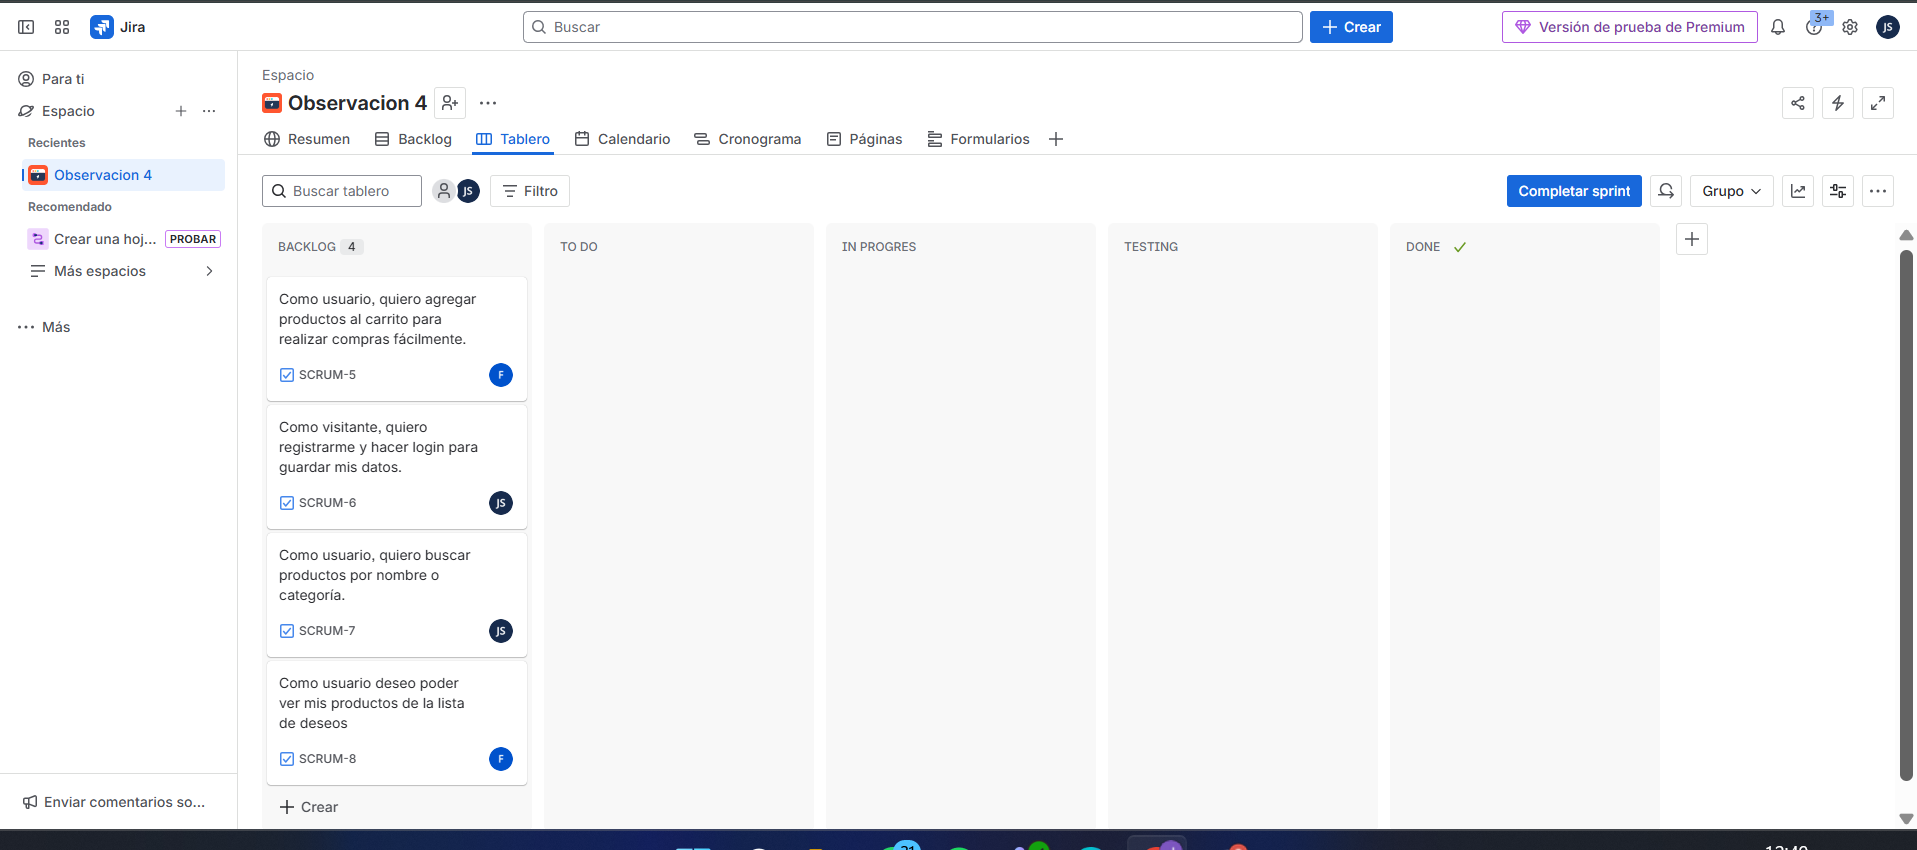 Jira
Buscar
Crear
Versión de prueba de Premium
3+
JS
Para ti
Espacio
Recientes
Observacion 4
Recomendado
Crear una hoj...
PROBAR
Más espacios
Más
Enviar comentarios so...
Espacio
Observacion 4
Resumen
Backlog
Tablero
Calendario
Cronograma
Páginas
Formularios
Buscar tablero
JS
Filtro
Completar sprint
Grupo
BACKLOG 4
TO DO
IN PROGRES
TESTING
DONE
Como usuario, quiero agregar
productos al carrito para
realizar compras fácilmente.
SCRUM-5
F
Como visitante, quiero
registrarme y hacer login para
guardar mis datos.
SCRUM-6
JS
Como usuario, quiero buscar
productos por nombre o
categoría.
SCRUM-7
JS
Como usuario deseo poder
ver mis productos de la lista
de deseos
SCRUM-8
F
Crear